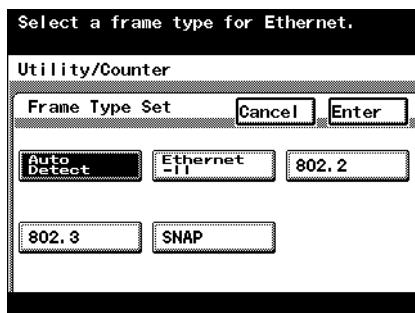 Select a frame type for Ethernet.
Utility/Counter
Frame Type Set
Cancel
Enter
Auto
Detect
Ethernet
-II
802.2
802.3
SNAP